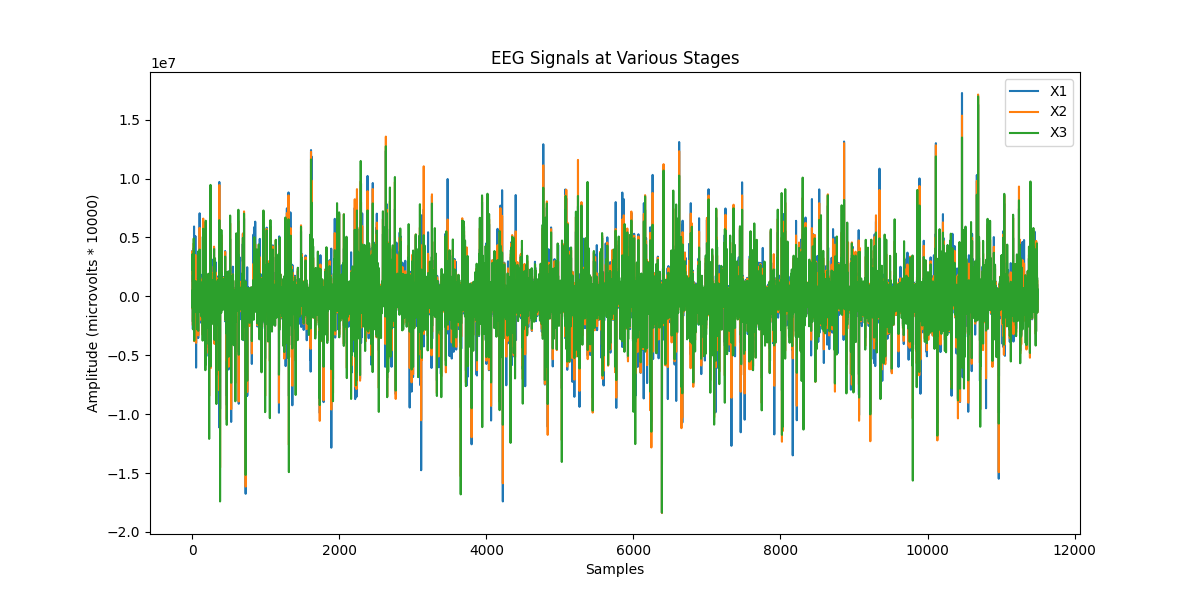 EEG Signals at Various Stages
1e7
X1
X2
X3
1.5
1.0
0.5
0.0
−0.5
−1.0
−1.5
−2.0
Amplitude (microvolts * 10000)
0 2000 4000 6000 8000 10000 12000
Samples